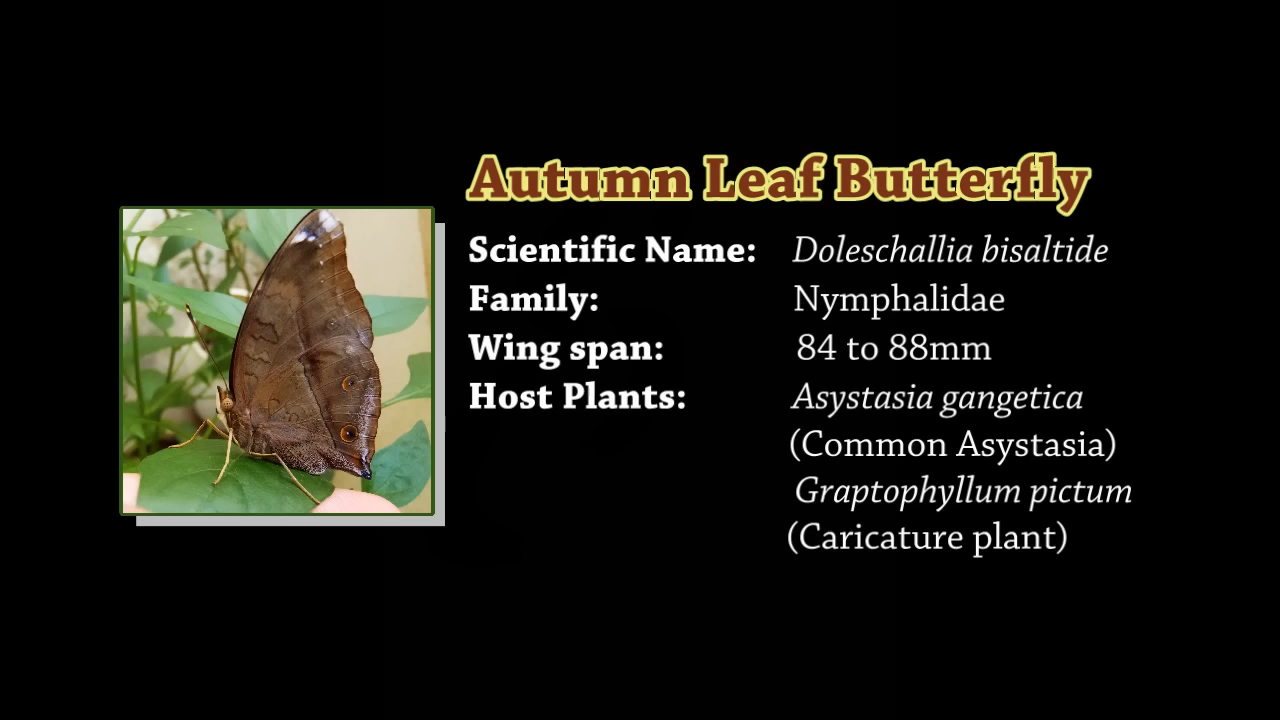 Autumn Leaf Butterfly
Scientific Name: Doleschallia bisaltide
Family: Nymphalidae
Wing span: 84 to 88mm
Host Plants: Asystasia gangetica
(Common Asystasia)
Graptophyllum pictum
(Caricature plant)